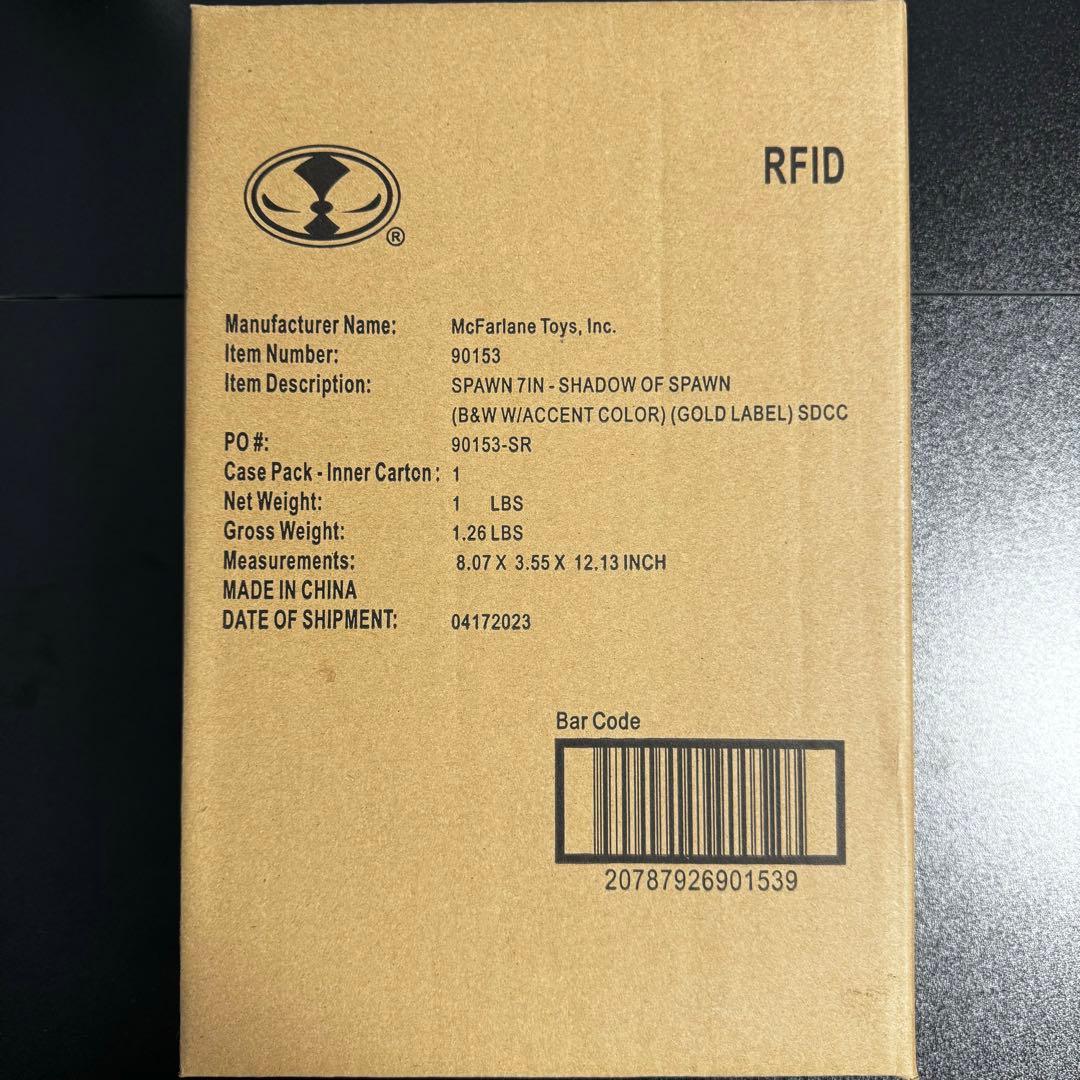 RFID
®
Manufacturer Name: McFarlane Toys, Inc.
Item Number: 90153
Item Description: SPAWN 7IN - SHADOW OF SPAWN
(B&W W/ACCENT COLOR) (GOLD LABEL) SDCC
PO #: 90153-SR
Case Pack - Inner Carton: 1
Net Weight: 1 LBS
Gross Weight: 1.26 LBS
Measurements: 8.07 X 3.55 X 12.13 INCH
MADE IN CHINA
DATE OF SHIPMENT: 04172023
Bar Code
20787926901539